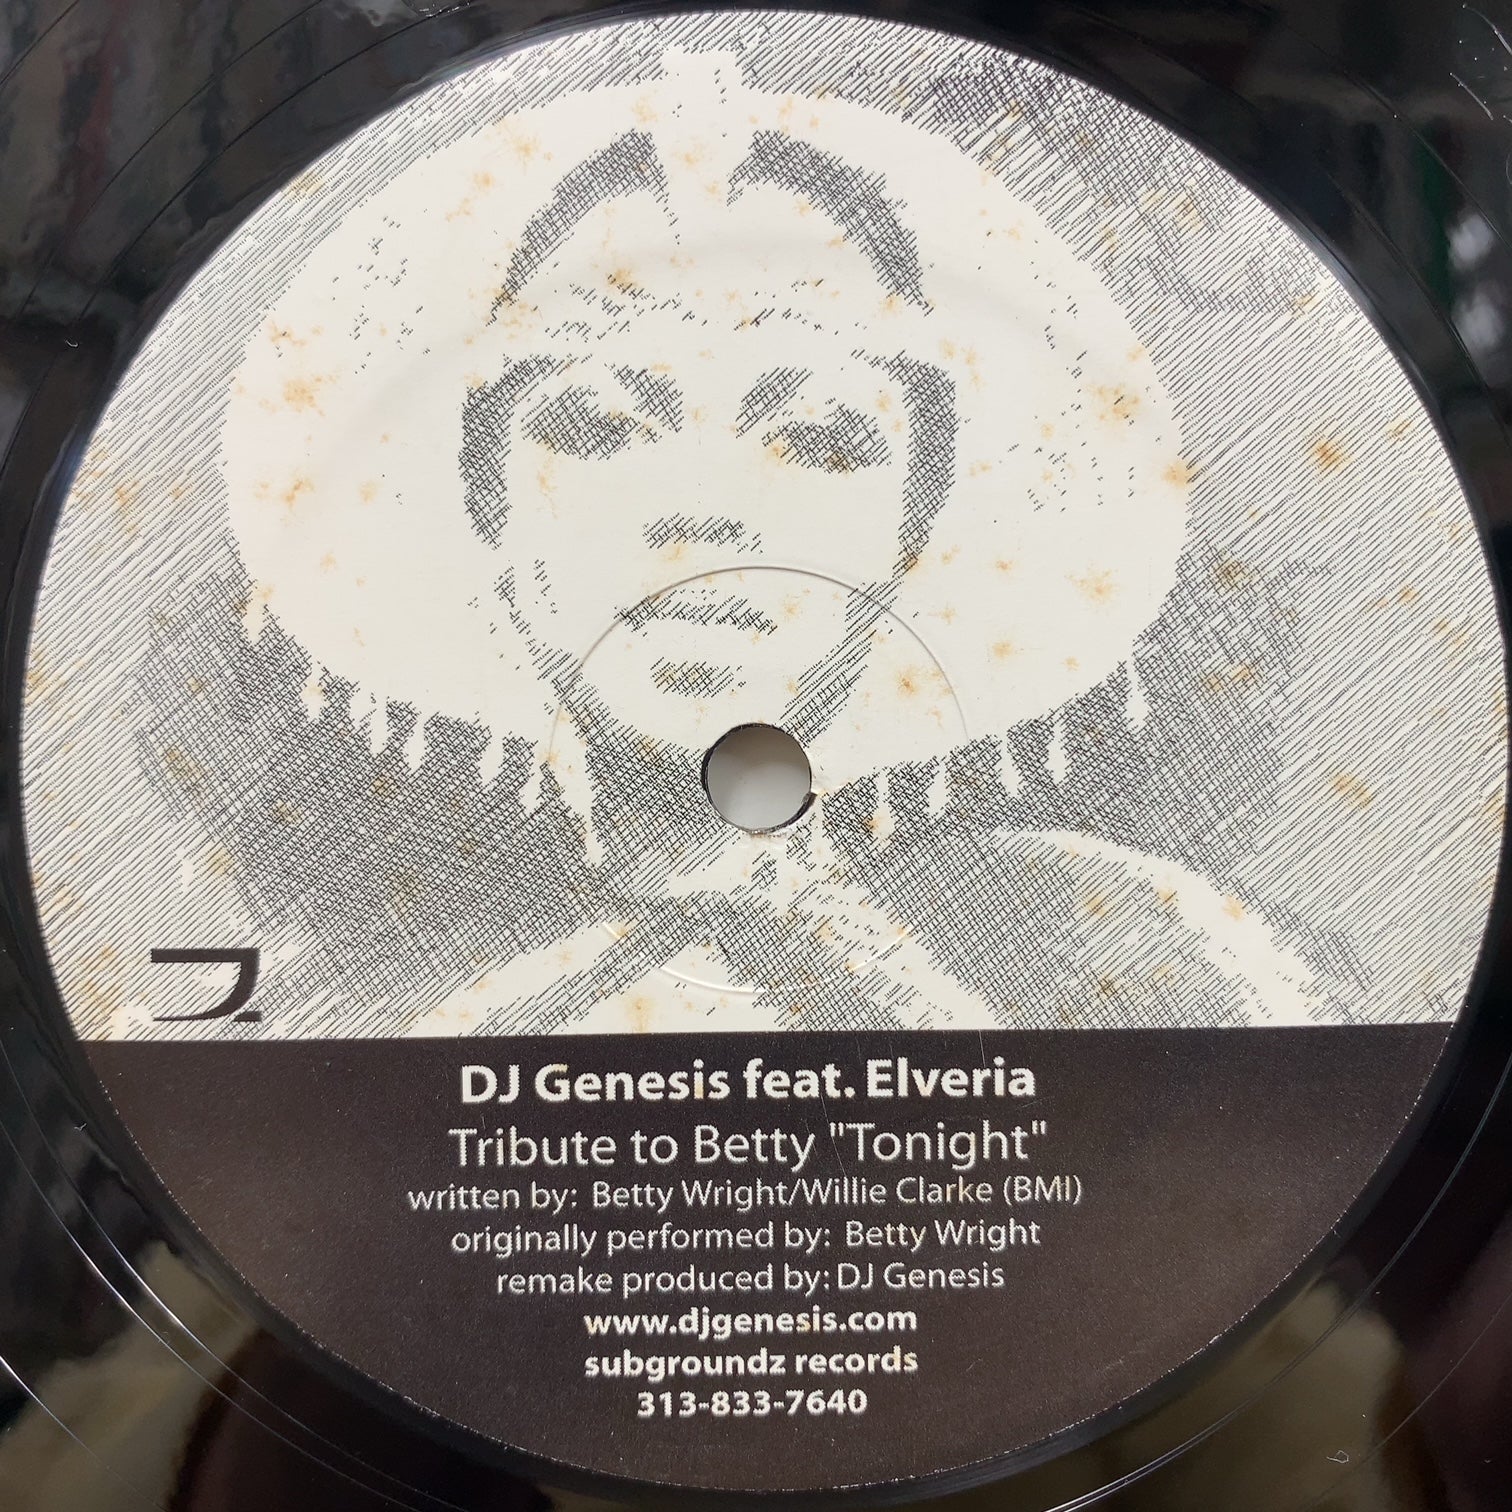 DJ Genesis feat. Elveria
Tribute to Betty "Tonight"
written by: Betty Wright/Willie Clarke (BMI)
originally performed by: Betty Wright
remake produced by: DJ Genesis
www.djgenesis.com
subgroundz records
313-833-7640